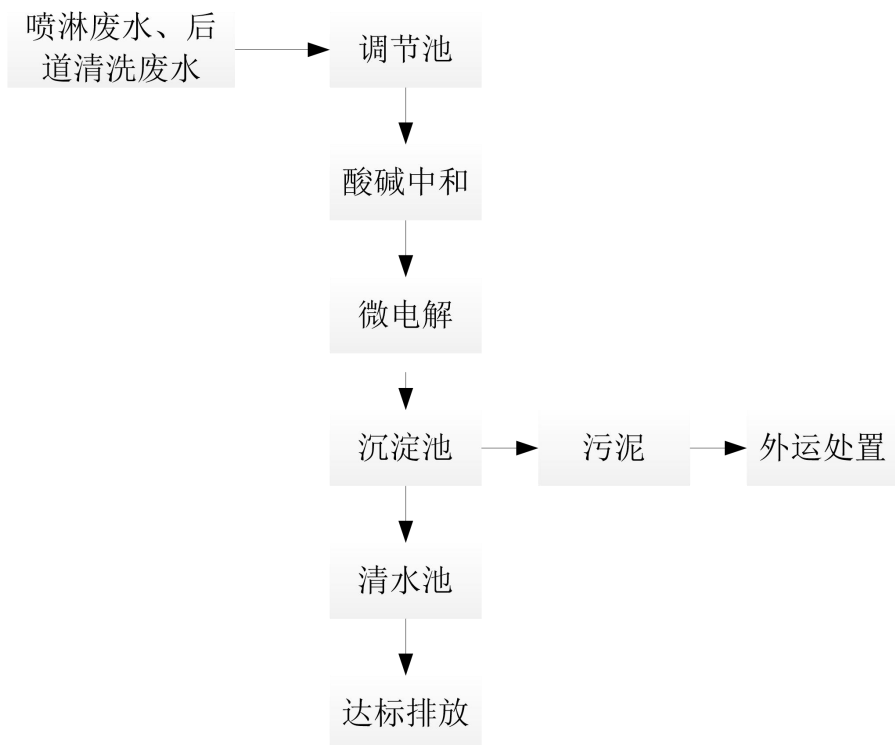 喷淋废水、后
道清洗废水
调节池
酸碱中和
微电解
沉淀池
污泥
外运处置
清水池
达标排放